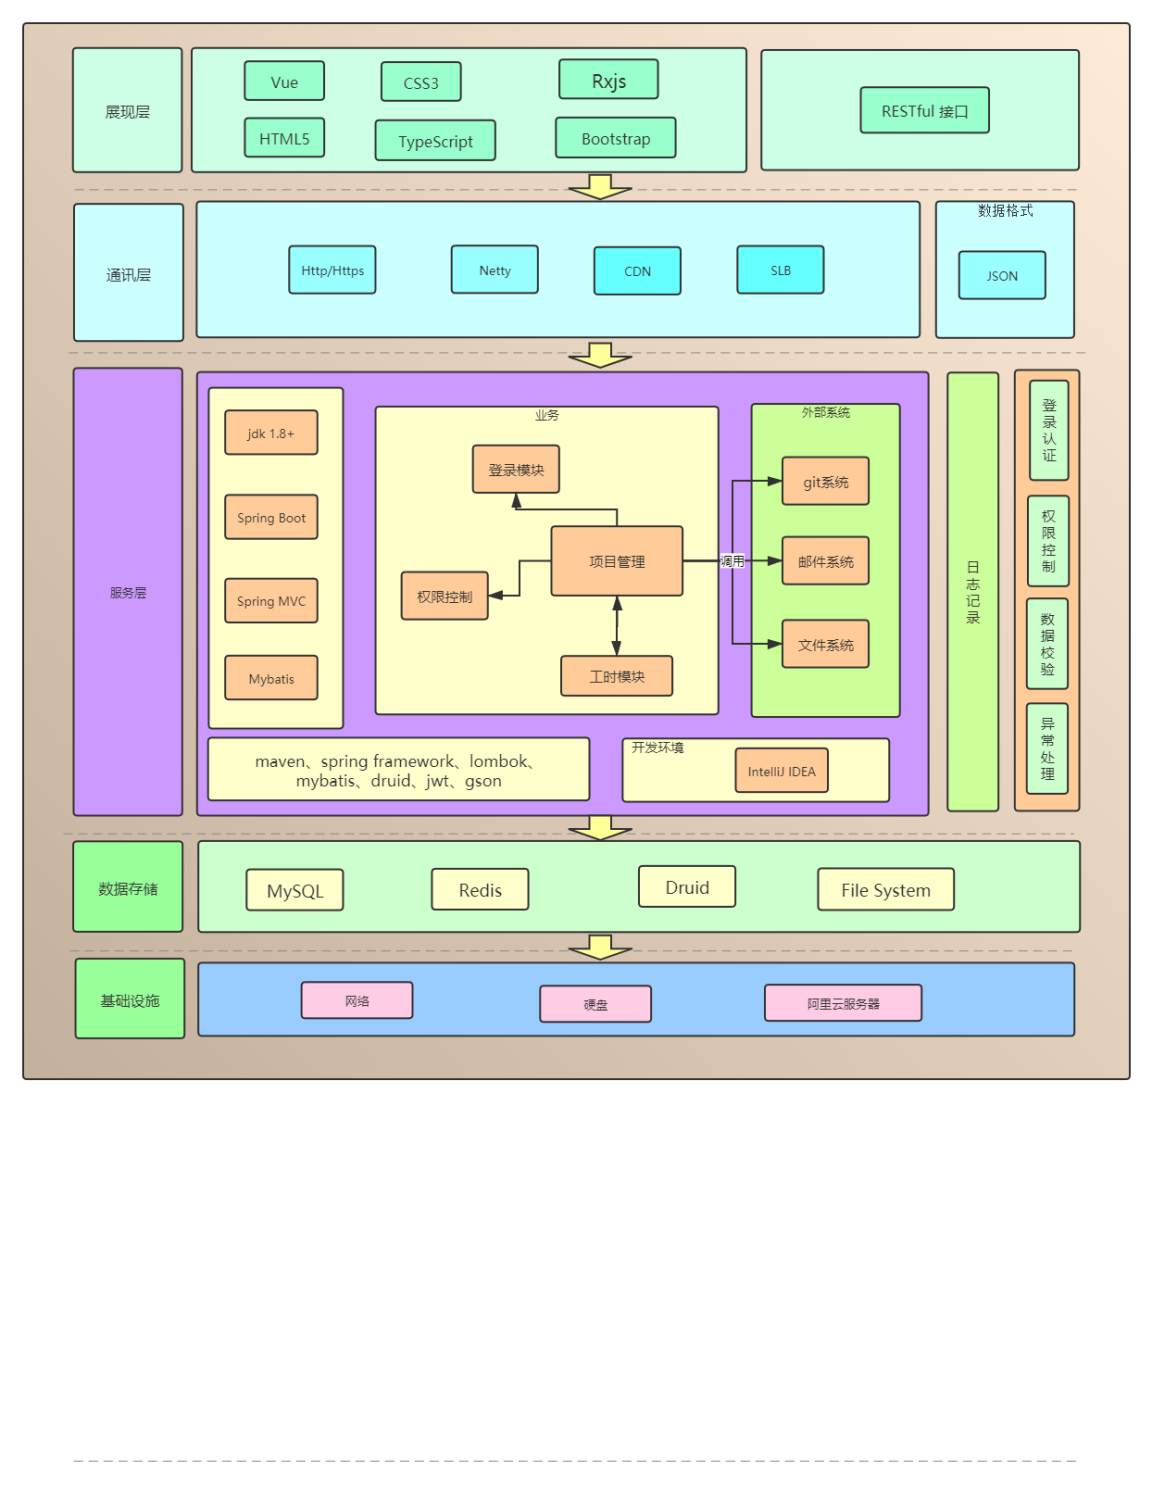 展现层
Vue
CSS3
Rxjs
HTML5
TypeScript
Bootstrap
RESTful 接口
通讯层
Http/Https
Netty
CDN
SLB
数据格式
JSON
服务层
jdk 1.8+
Spring Boot
Spring MVC
Mybatis
业务
登录模块
项目管理
权限控制
工时模块
调用
外部系统
git系统
邮件系统
文件系统
maven、spring framework、lombok、
mybatis、druid、jwt、gson
开发环境
IntelliJ IDEA
日志记录
登录认证
权限控制
数据校验
异常处理
数据存储
MySQL
Redis
Druid
File System
基础设施
网络
硬盘
阿里云服务器